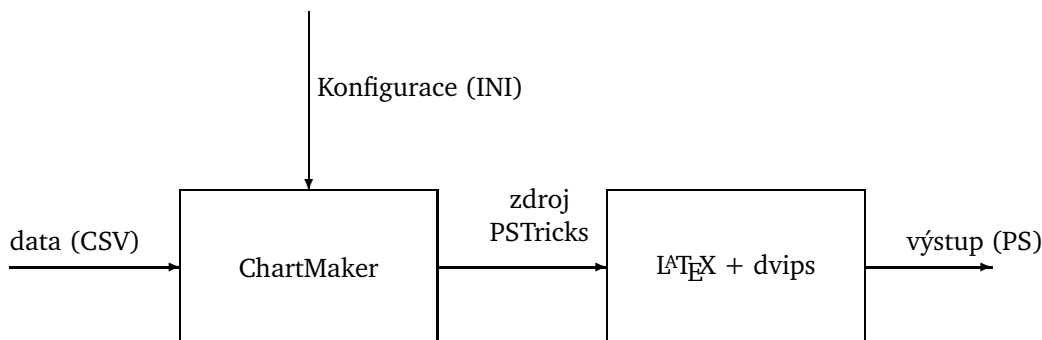 Konfigurace (INI)
zdroj
PSTricks
data (CSV)
výstup (PS)
ChartMaker
LATEX + dvips